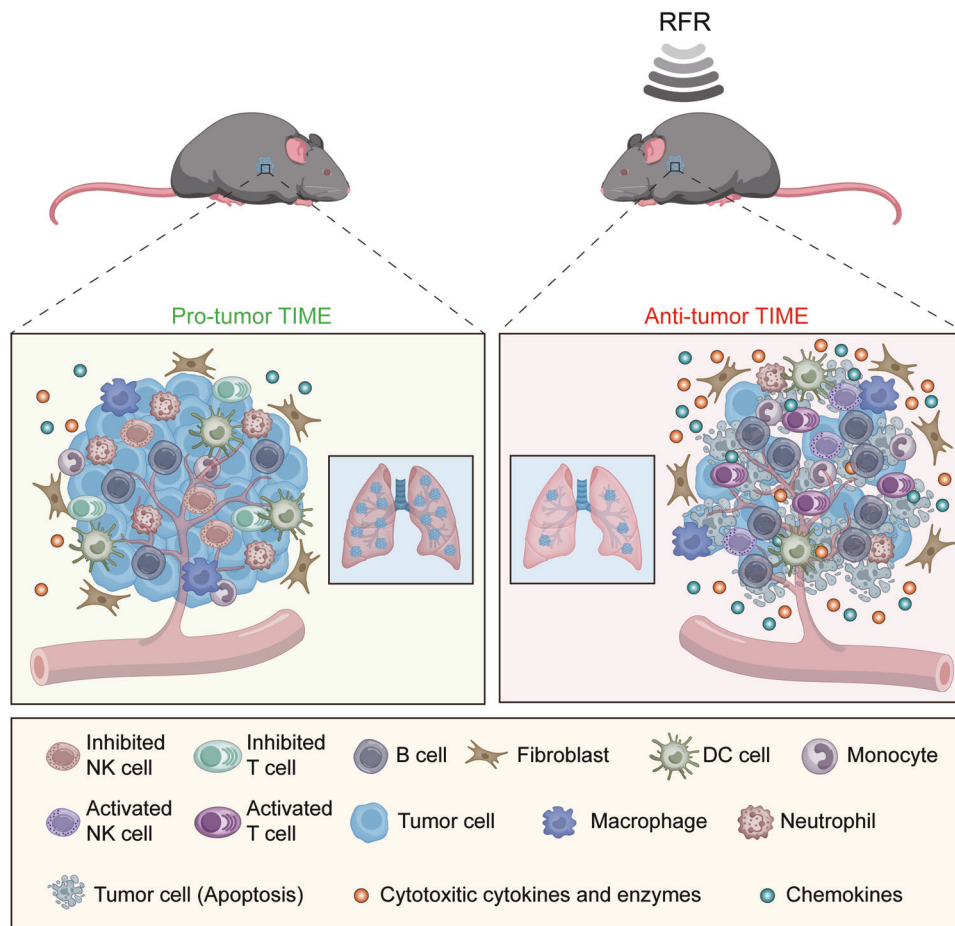 RFR
Pro-tumor TIME
Anti-tumor TIME
Inhibited
NK cell
Inhibited
T cell
B cell
Fibroblast
DC cell
Monocyte
Activated
NK cell
Activated
T cell
Tumor cell
Macrophage
Neutrophil
Tumor cell (Apoptosis)
Cytotoxitic cytokines and enzymes
Chemokines